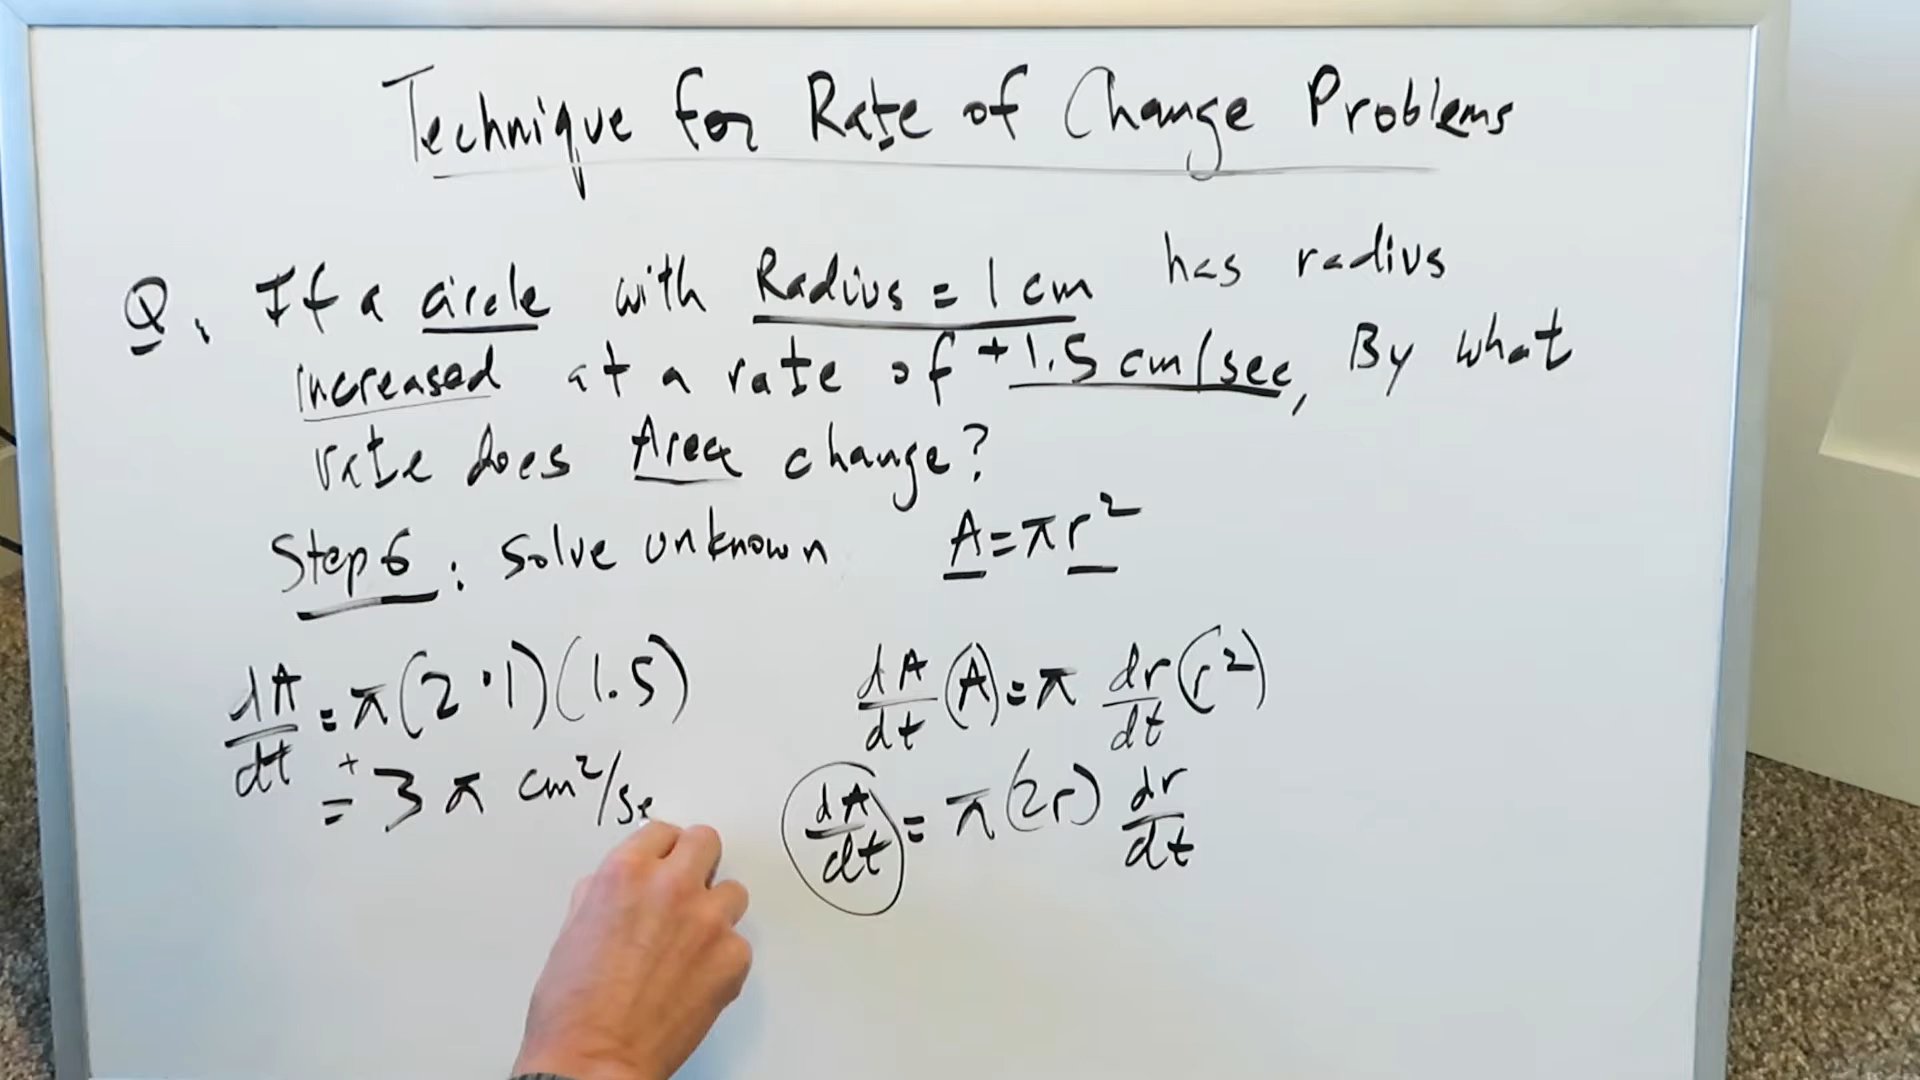 Technique for Rate of Change Problems
Q. If a circle with Radius = 1 cm has radius
increased at a rate of +1.5 cm/sec, By what
rate does Area change?
Step 6: solve unknown A = πr²
dA/dt = π(2·1)(1.5)
= +3π cm²/se
dA/dt (A) = π dr/dt (r²)
dA/dt = π(2r) dr/dt